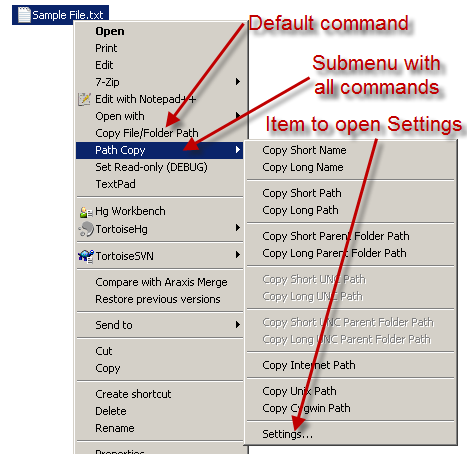 Sample File.txt
Default command
Submenu with
all commands
Item to open Settings
Open
Print
Edit
7-Zip
Edit with Notepad++
Open with
Copy File/Folder Path
Path Copy
Set Read-only (DEBUG)
TextPad
Hg Workbench
TortoiseHg
TortoiseSVN
Compare with Araxis Merge
Restore previous versions
Send to
Cut
Copy
Create shortcut
Delete
Rename
Properties
Copy Short Name
Copy Long Name
Copy Short Path
Copy Long Path
Copy Short Parent Folder Path
Copy Long Parent Folder Path
Copy Short UNC Path
Copy Long UNC Path
Copy Short UNC Parent Folder Path
Copy Long UNC Parent Folder Path
Copy Internet Path
Copy Unix Path
Copy Cygwin Path
Settings...